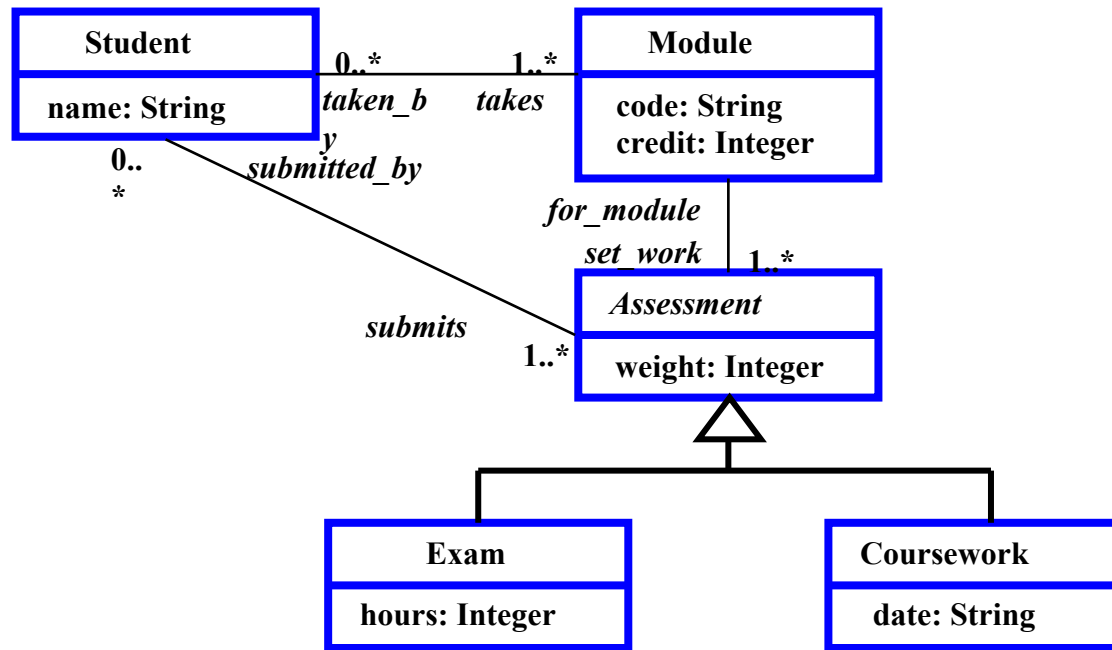 Student
name: String
0..*
1..*
taken_b
y
takes
Module
code: String
credit: Integer
0..
*
submitted_by
submits
1..*
for_module
set_work
1..*
Assessment
weight: Integer
Exam
hours: Integer
Coursework
date: String